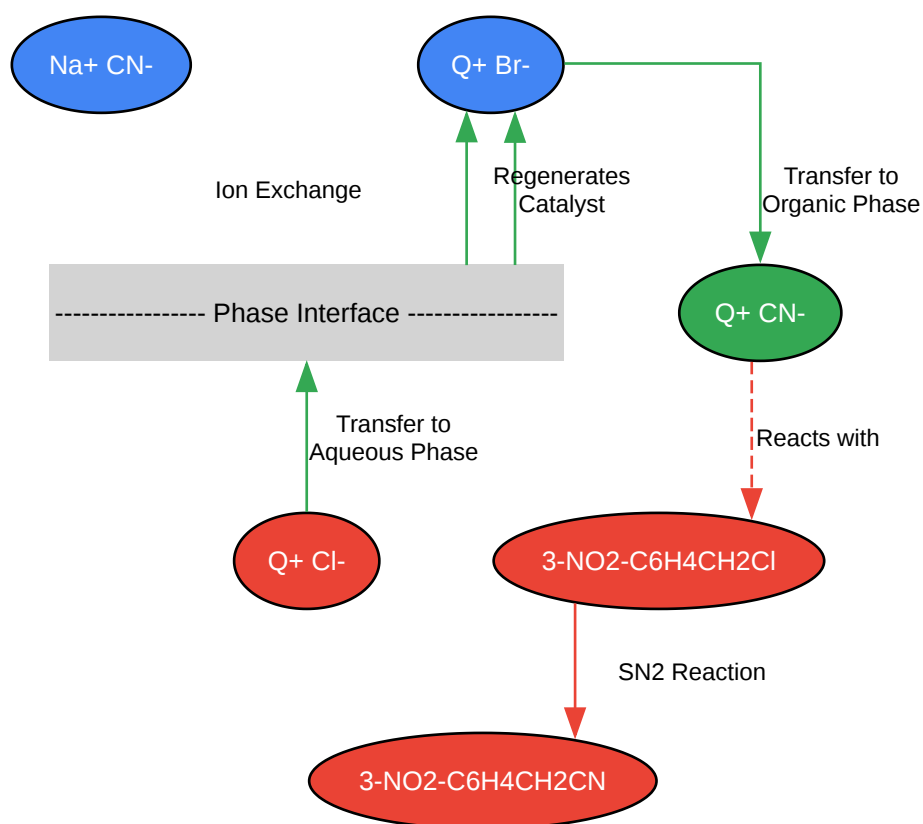 Na+ CN-
Q+ Br-
Ion Exchange
Regenerates
Catalyst
Transfer to
Organic Phase
----------------- Phase Interface -----------------
Q+ CN-
Transfer to
Aqueous Phase
Reacts with
Q+ Cl-
3-NO2-C6H4CH2Cl
SN2 Reaction
3-NO2-C6H4CH2CN